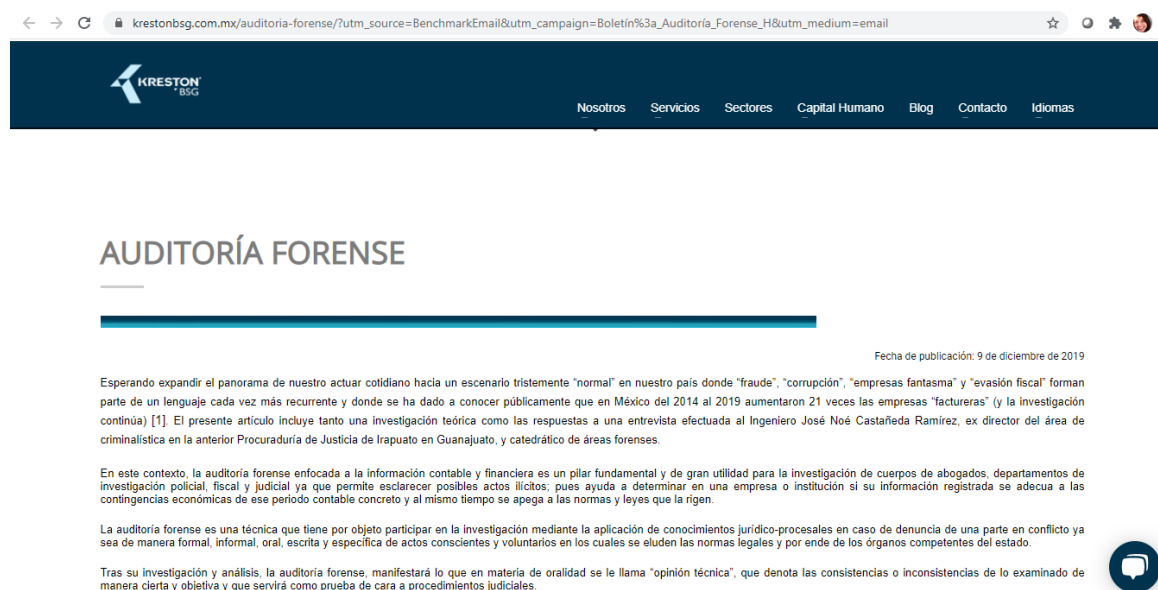 krestonbsg.com.mx/auditoria-forense/?utm_source=BenchmarkEmail&utm_campaign=Boletín%3a_Auditoría_Forense_H&utm_medium=email
KRESTON
BSG
Nosotros Servicios Sectores Capital Humano Blog Contacto Idiomas
AUDITORÍA FORENSE
Fecha de publicación: 9 de diciembre de 2019
Esperando expandir el panorama de nuestro actuar cotidiano hacia un escenario tristemente “normal” en nuestro país donde “fraude”, “corrupción”, “empresas fantasma” y “evasión fiscal” forman
parte de un lenguaje cada vez más recurrente y donde se ha dado a conocer públicamente que en México del 2014 al 2019 aumentaron 21 veces las empresas “factureras” (y la investigación
continúa) [1]. El presente artículo incluye tanto una investigación teórica como las respuestas a una entrevista efectuada al Ingeniero José Noé Castañeda Ramírez, ex director del área de
criminalística en la anterior Procuraduría de Justicia de Irapuato en Guanajuato, y catedrático de áreas forenses.
En este contexto, la auditoría forense enfocada a la información contable y financiera es un pilar fundamental y de gran utilidad para la investigación de cuerpos de abogados, departamentos de
investigación policial, fiscal y judicial ya que permite esclarecer posibles actos ilícitos; pues ayuda a determinar en una empresa o institución si su información registrada se adecua a las
contingencias económicas de ese periodo contable concreto y al mismo tiempo se apega a las normas y leyes que la rigen.
La auditoría forense es una técnica que tiene por objeto participar en la investigación mediante la aplicación de conocimientos jurídico-procesales en caso de denuncia de una parte en conflicto ya
sea de manera formal, informal, oral, escrita y específica de actos conscientes y voluntarios en los cuales se eluden las normas legales y por ende de los órganos competentes del estado.
Tras su investigación y análisis, la auditoría forense, manifestará lo que en materia de oralidad se le llama “opinión técnica”, que denota las consistencias o inconsistencias de lo examinado de
manera cierta y objetiva y que servirá como prueba de cara a procedimientos judiciales.